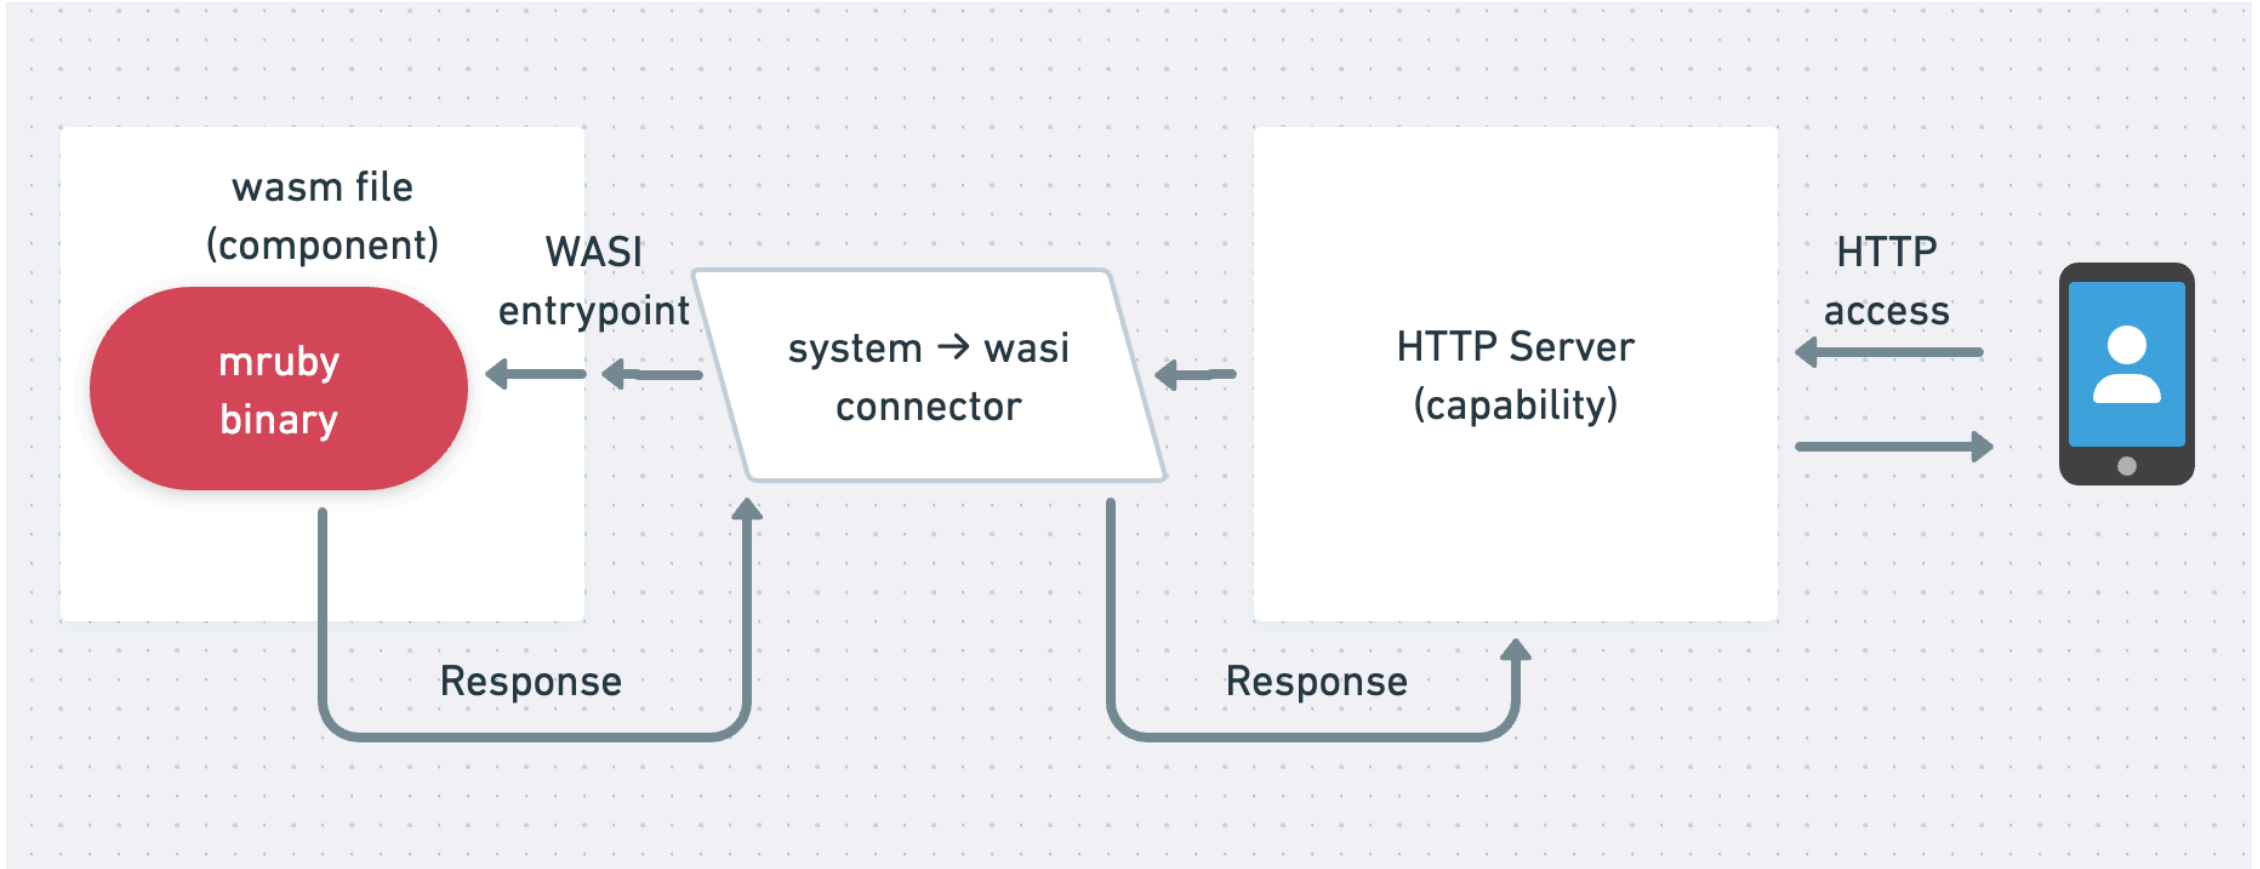 wasm file
(component)
mruby
binary
WASI
entrypoint
system → wasi
connector
HTTP Server
(capability)
HTTP
access
Response
Response